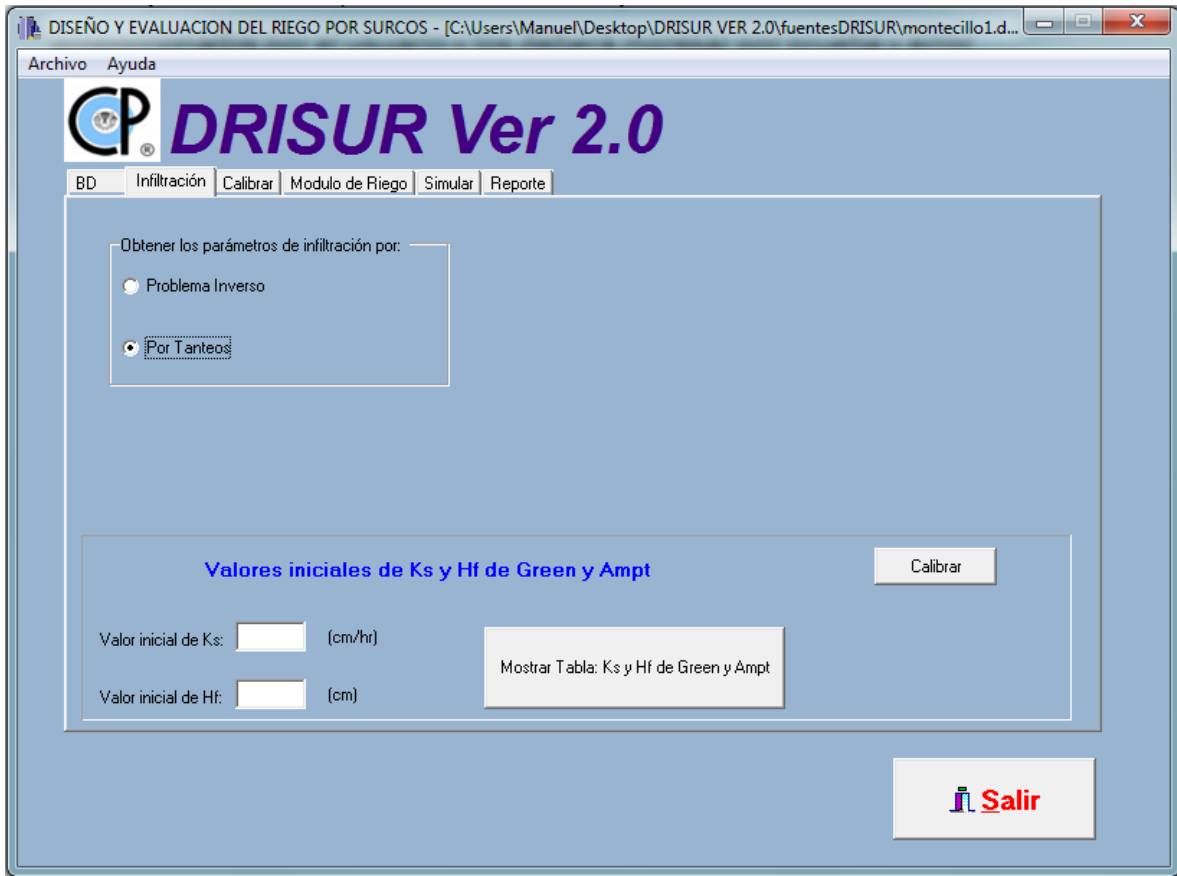 DISEÑO Y EVALUACION DEL RIEGO POR SURCOS - [C:\Users\Manuel\Desktop\DRISUR VER 2.0\fuentesDRISUR\montecillo1.d...
Archivo Ayuda
CP ® DRISUR Ver 2.0
BD Infiltración Calibrar Modulo de Riego Simular Reporte
Obtener los parámetros de infiltración por:
Problema Inverso
Por Tanteos
Valores iniciales de Ks y Hf de Green y Ampt
Calibrar
Valor inicial de Ks: (cm/hr)
Mostrar Tabla: Ks y Hf de Green y Ampt
Valor inicial de Hf: (cm)
Salir